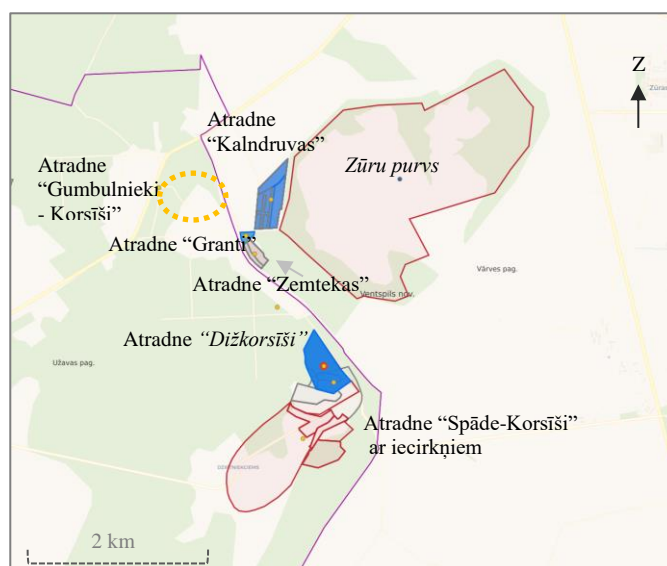 Z
Zūra
Atradne
“Kalndruvas”
Atradne
“Gumbulnieki
- Korsīši”
Zūru purvs
Atradne “Granti”
Atradne “Zemtekas”
Vārves pag.
Ventspils nov.
Atradne “Dižkorsīši”
Užavas pag.
Atradne “Spāde-Korsīši”
ar iecirkņiem
2 km